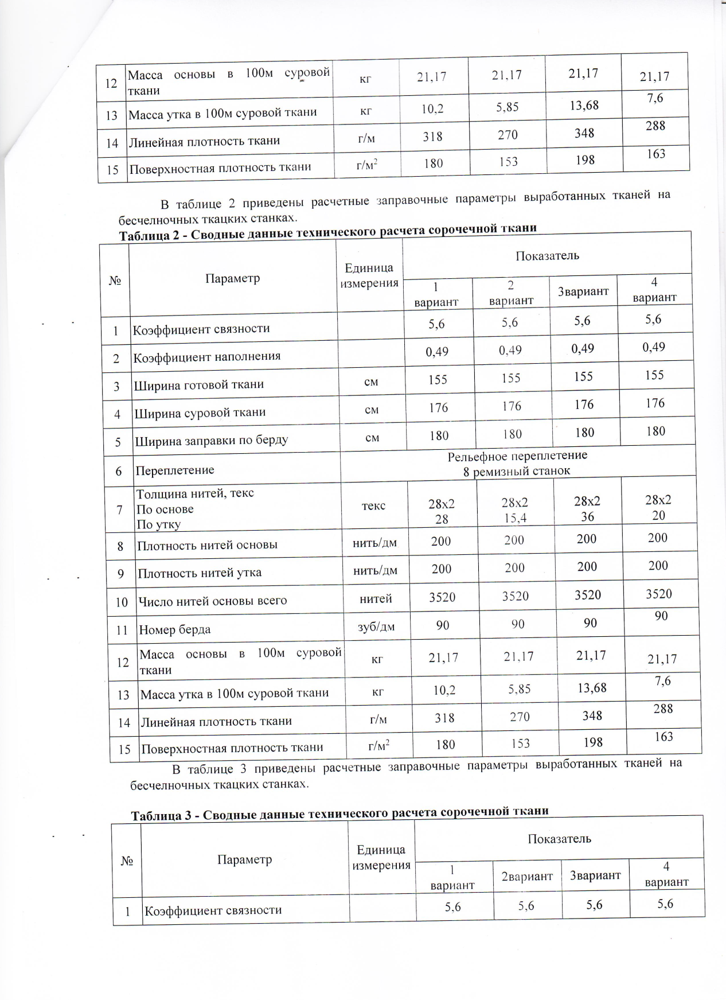 12 Масса основы в 100м суровой кг 21,17 21,17 21,17 21,17
ткани
13 Масса утка в 100м суровой ткани кг 10,2 5,85 13,68 7,6
14 Линейная плотность ткани г/м 318 270 348 288
15 Поверхностная плотность ткани г/м² 180 153 198 163
В таблице 2 приведены расчетные заправочные параметры выработанных тканей на
бесчелночных ткацких станках.
Таблица 2 - Сводные данные технического расчета сорочечной ткани
№ Параметр Единица Показатель
измерения
1 2 3вариант 4
вариант вариант вариант
1 Коэффициент связности 5,6 5,6 5,6 5,6
2 Коэффициент наполнения 0,49 0,49 0,49 0,49
3 Ширина готовой ткани см 155 155 155 155
4 Ширина суровой ткани см 176 176 176 176
5 Ширина заправки по берду см 180 180 180 180
6 Переплетение Рельефное переплетение
8 ремизный станок
7 Толщина нитей, текс текс
По основе 28х2 28х2 28х2 28х2
По утку 28 15,4 36 20
8 Плотность нитей основы нить/дм 200 200 200 200
9 Плотность нитей утка нить/дм 200 200 200 200
10 Число нитей основы всего нитей 3520 3520 3520 3520
11 Номер берда зуб/дм 90 90 90 90
12 Масса основы в 100м суровой кг 21,17 21,17 21,17 21,17
ткани
13 Масса утка в 100м суровой ткани кг 10,2 5,85 13,68 7,6
14 Линейная плотность ткани г/м 318 270 348 288
15 Поверхностная плотность ткани г/м² 180 153 198 163
В таблице 3 приведены расчетные заправочные параметры выработанных тканей на
бесчелночных ткацких станках.
Таблица 3 - Сводные данные технического расчета сорочечной ткани
№ Параметр Единица Показатель
измерения
1 2вариант 3вариант 4
вариант вариант
1 Коэффициент связности 5,6 5,6 5,6 5,6